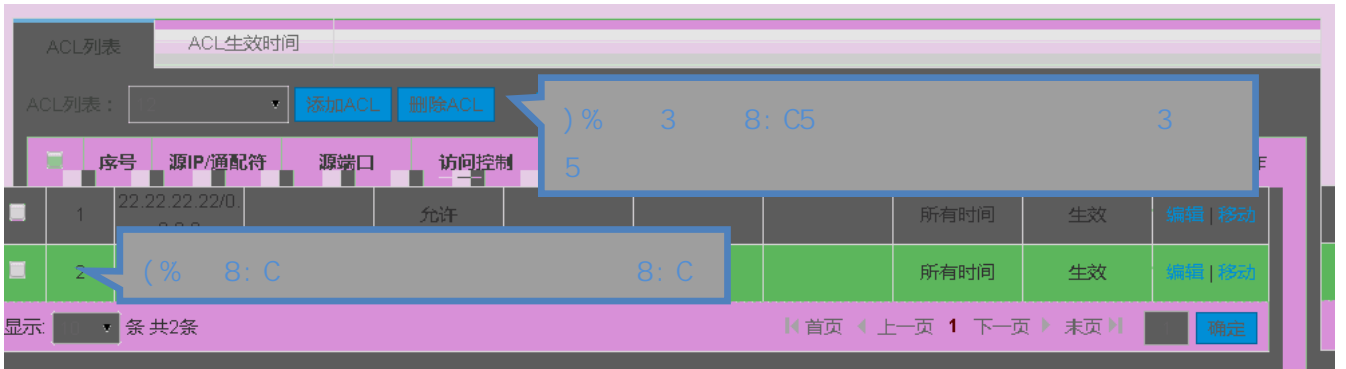 ACL列表 ACL生效时间
ACL列表： 添加ACL 删除ACL
)% 3 8: C5 3
5
序号 源IP/通配符 源端口 访问控制
1 22.22.22.22/0. 允许 所有时间 生效 编辑 | 移动
2 所有时间 生效 编辑 | 移动
(% 8: C 8: C
显示: 条 共2条 首页 上一页 1 下一页 末页 确定